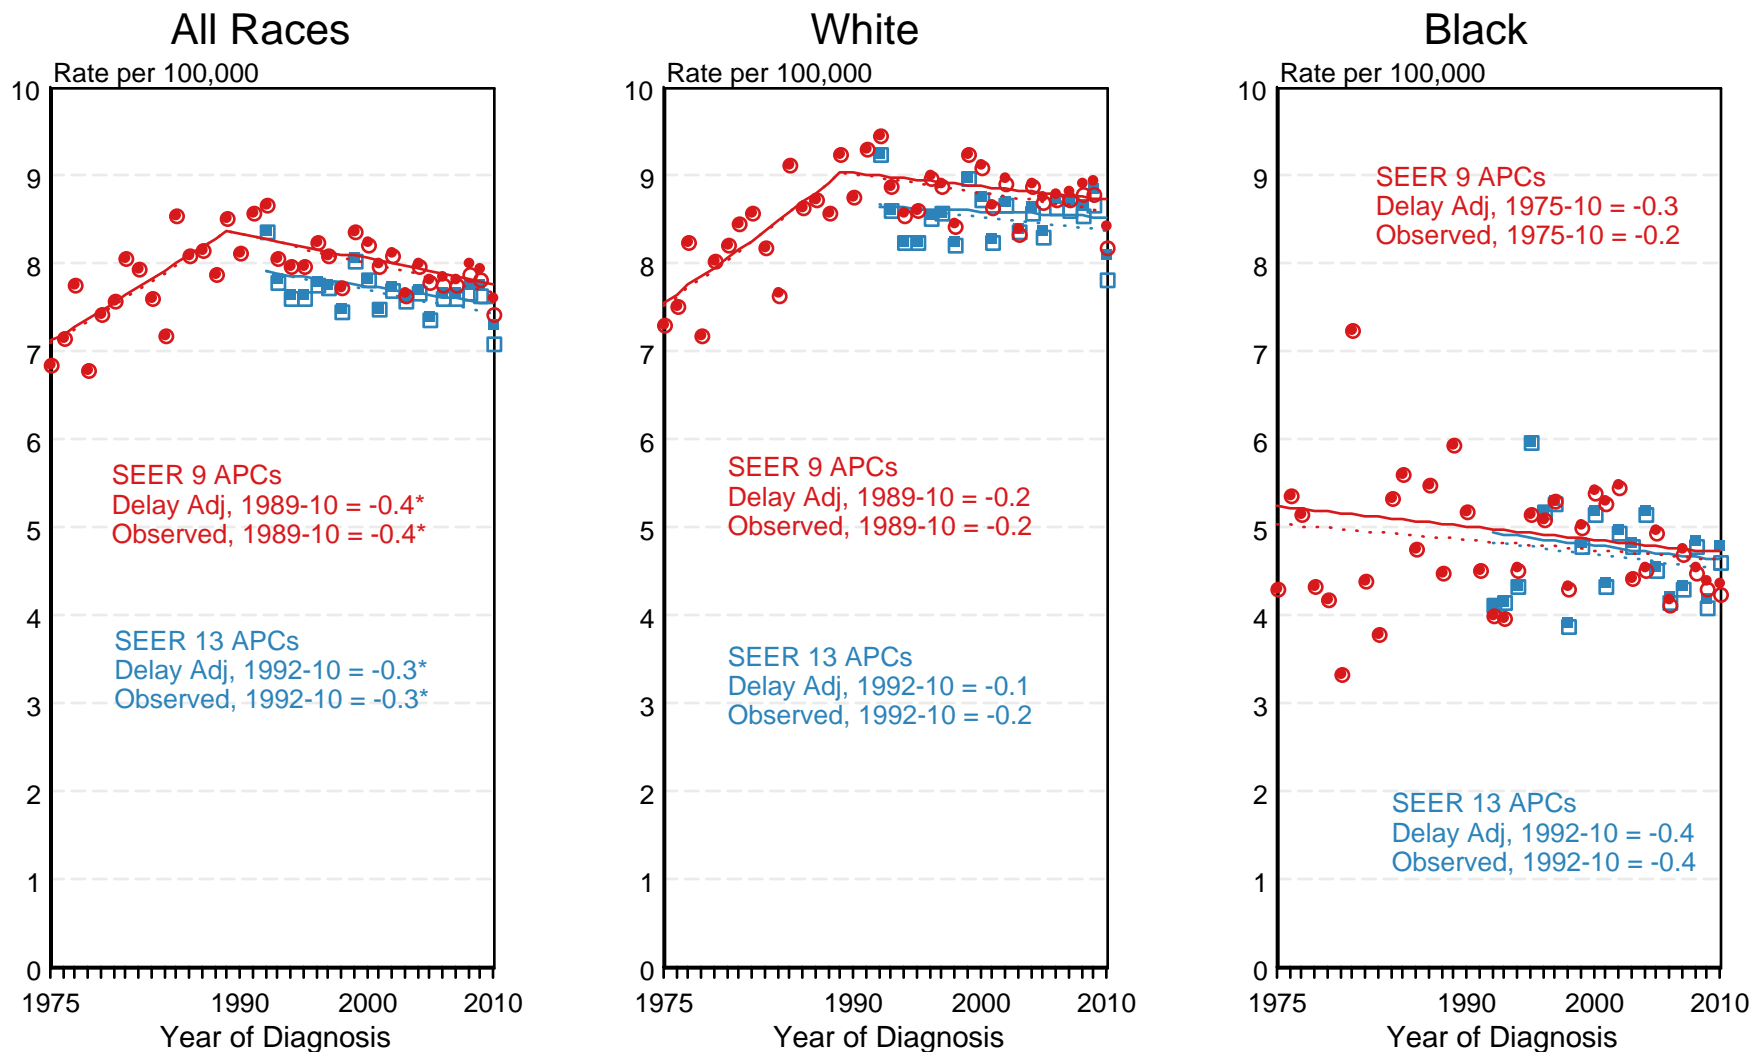 All Races
Rate per 100,000
10
9
8
7
6
5
4
3
2
1
0
SEER 9 APCs
Delay Adj, 1989-10 = -0.4*
Observed, 1989-10 = -0.4*
SEER 13 APCs
Delay Adj, 1992-10 = -0.3*
Observed, 1992-10 = -0.3*
1975 1990 2000 2010
Year of Diagnosis
White
Rate per 100,000
10
9
8
7
6
5
4
3
2
1
0
SEER 9 APCs
Delay Adj, 1989-10 = -0.2
Observed, 1989-10 = -0.2
SEER 13 APCs
Delay Adj, 1992-10 = -0.1
Observed, 1992-10 = -0.2
1975 1990 2000 2010
Year of Diagnosis
Black
Rate per 100,000
10
9
8
7
6
5
4
3
2
1
0
SEER 9 APCs
Delay Adj, 1975-10 = -0.3
Observed, 1975-10 = -0.2
SEER 13 APCs
Delay Adj, 1992-10 = -0.4
Observed, 1992-10 = -0.4
1975 1990 2000 2010
Year of Diagnosis